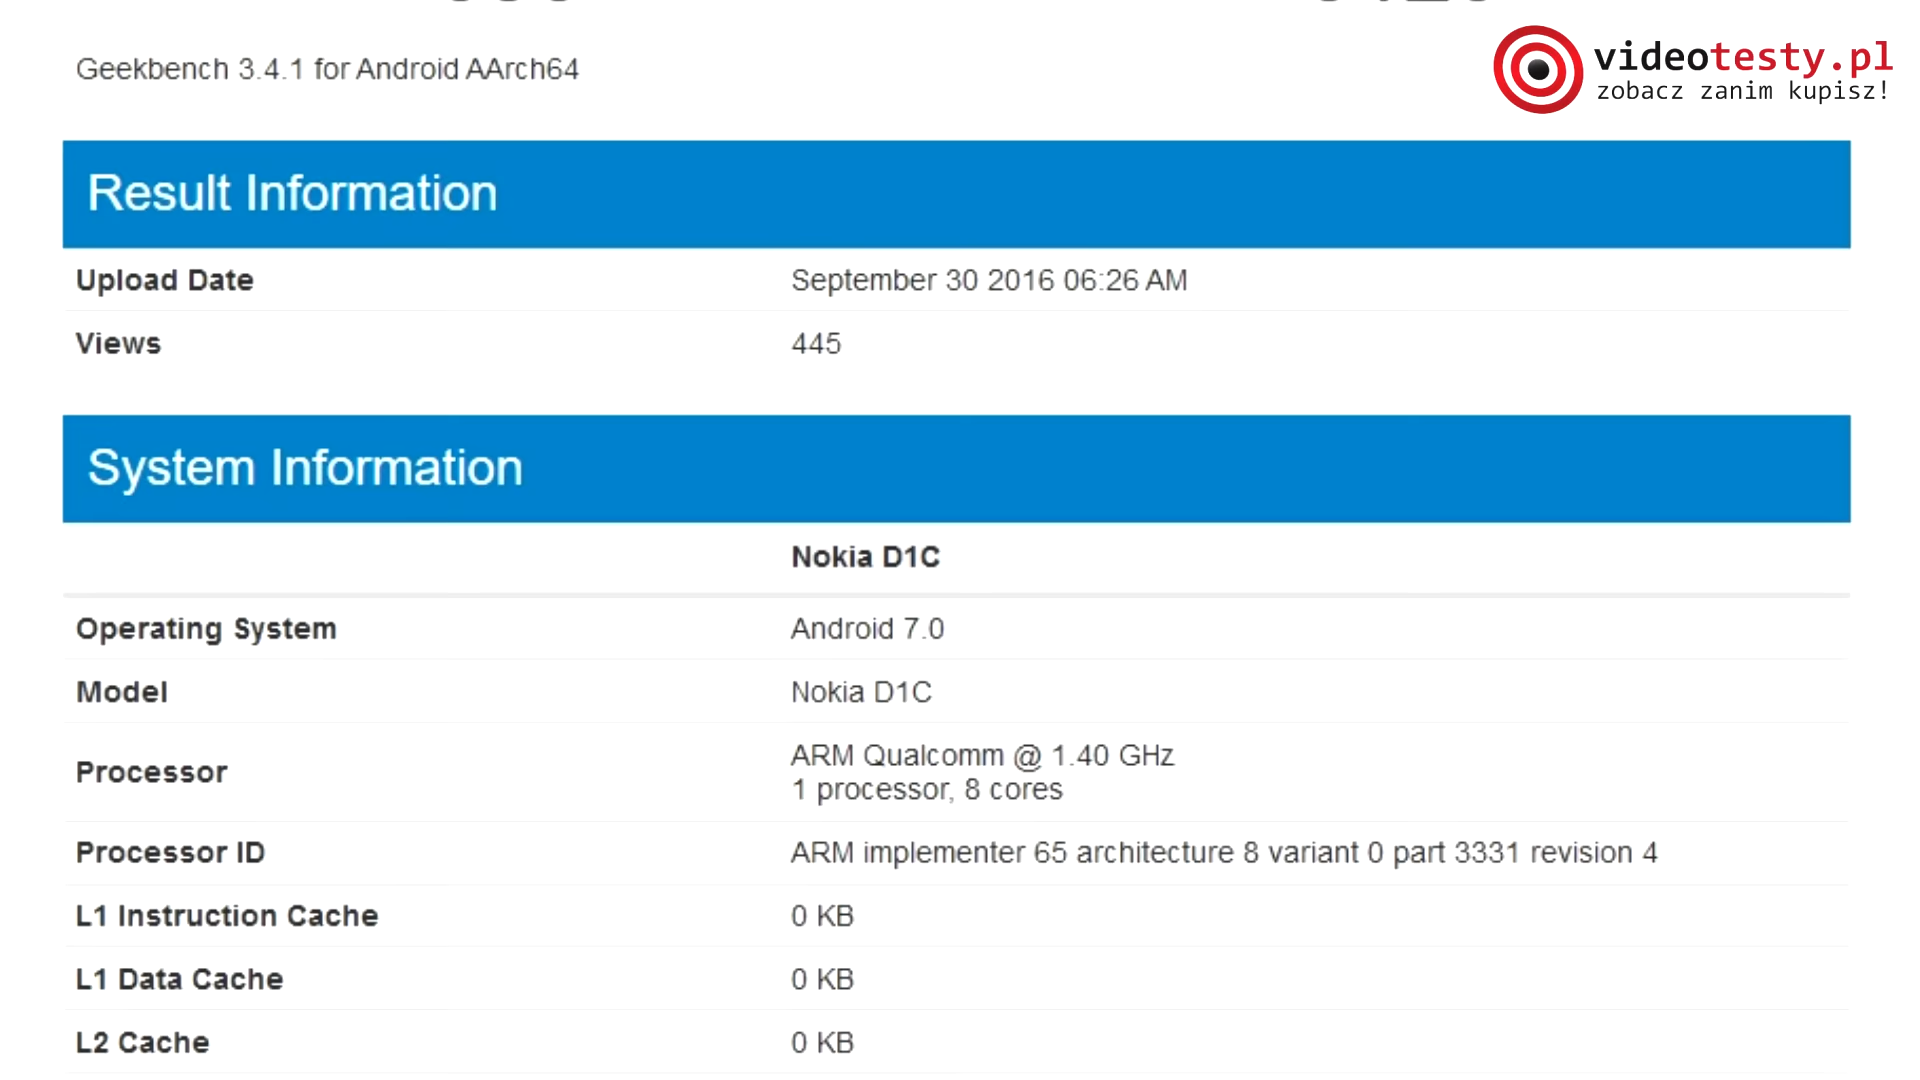 Geekbench 3.4.1 for Android AArch64
videotesty.pl
zobacz zanim kupisz!
Result Information
Upload Date September 30 2016 06:26 AM
Views 445
System Information
Nokia D1C
Operating System Android 7.0
Model Nokia D1C
Processor ARM Qualcomm @ 1.40 GHz
1 processor, 8 cores
Processor ID ARM implementer 65 architecture 8 variant 0 part 3331 revision 4
L1 Instruction Cache 0 KB
L1 Data Cache 0 KB
L2 Cache 0 KB